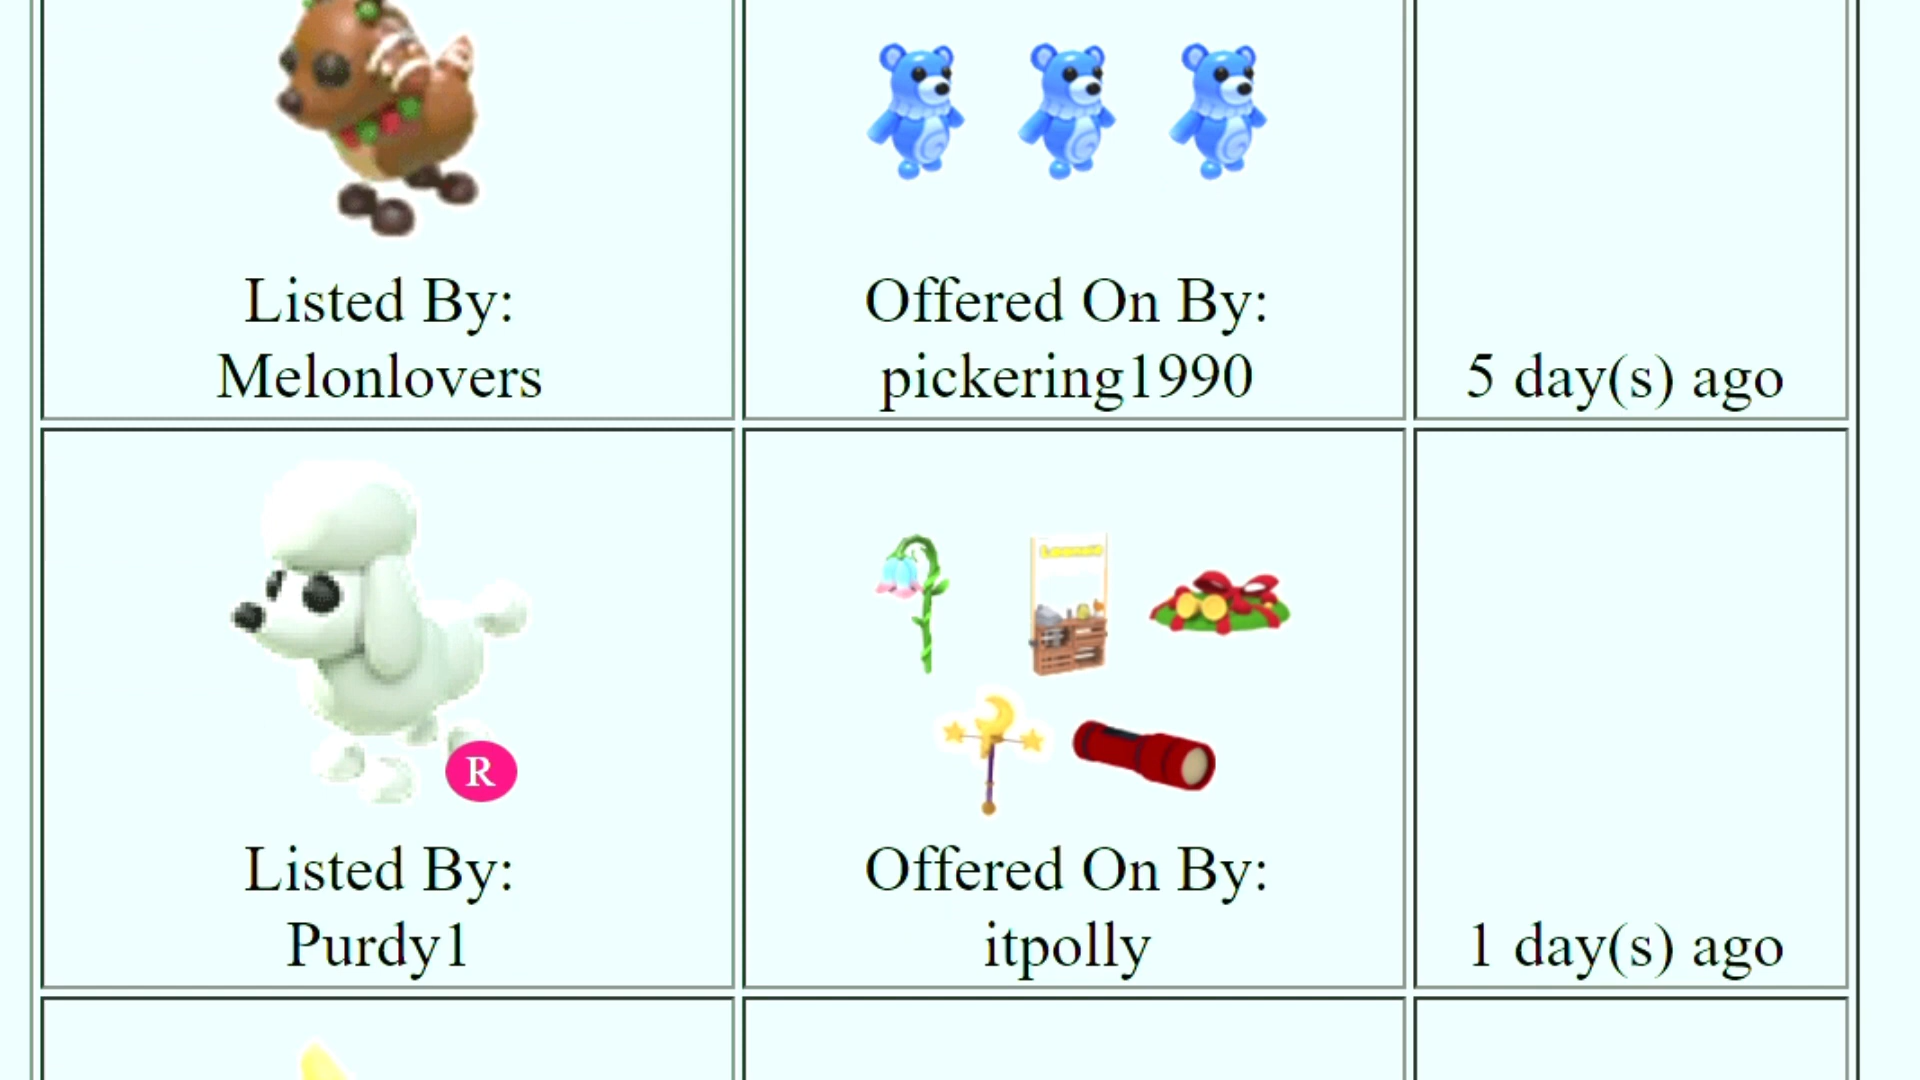 Listed By:
Melonlovers
Offered On By:
pickering1990
5 day(s) ago
R
Listed By:
Purdy1
Offered On By:
itpolly
1 day(s) ago